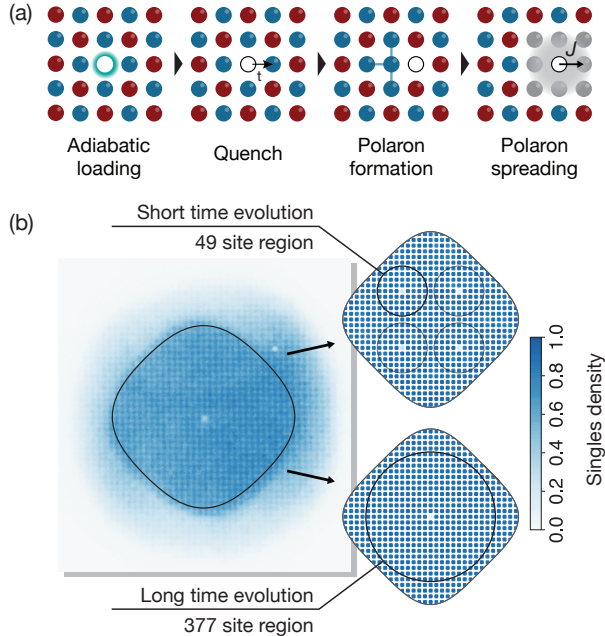 (a)
t
J
Adiabatic
loading
Quench
Polaron
formation
Polaron
spreading
(b)
Short time evolution
49 site region
Long time evolution
377 site region
0.0 0.2 0.4 0.6 0.8 1.0
Singles density